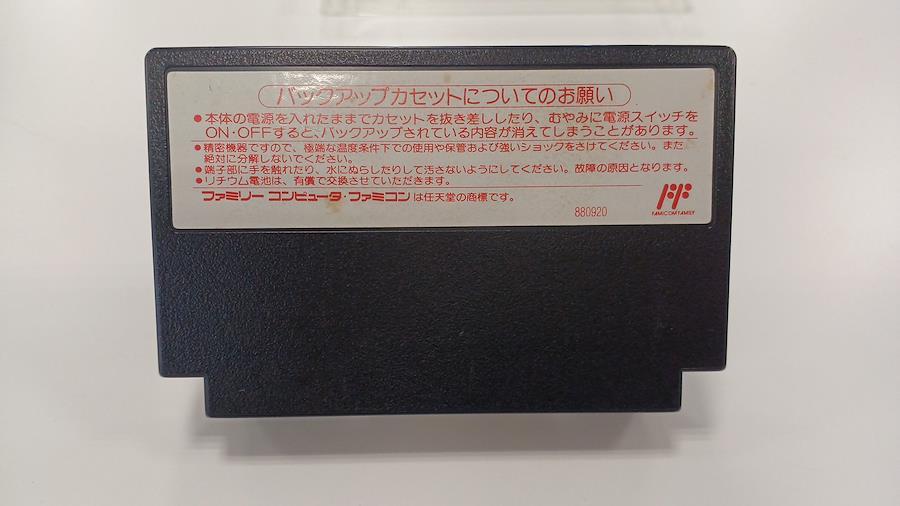 バックアップカセットについてのお願い
●本体の電源を入れたままでカセットを抜き差ししたり、むやみに電源スイッチを
ON・OFFすると、バックアップされている内容が消えてしまうことがあります。
●精密機器ですので、極端な温度条件下での使用や保管および強いショックをさけてください。また
絶対に分解しないでください。
●端子部に手を触れたり、水にぬらしたりして汚さないようにしてください。故障の原因となります。
●リチウム電池は、有償で交換させていただきます。
ファミリー コンピュータ・ファミコンは任天堂の商標です。
880920
FAMICOM FAMILY